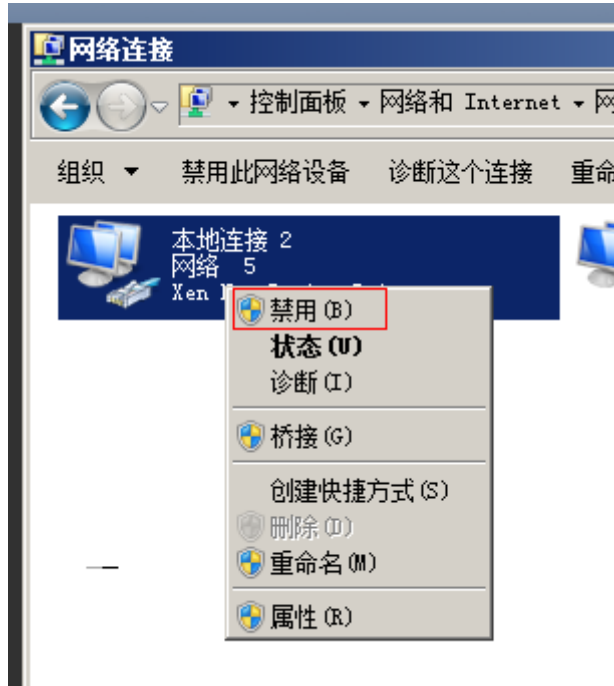 网络连接
控制面板 网络和 Internet
组织 禁用此网络设备 诊断这个连接
本地连接 2
网络 5
Xen
禁用(B)
状态(U)
诊断(I)
桥接(G)
创建快捷方式(S)
删除(D)
重命名(M)
属性(R)